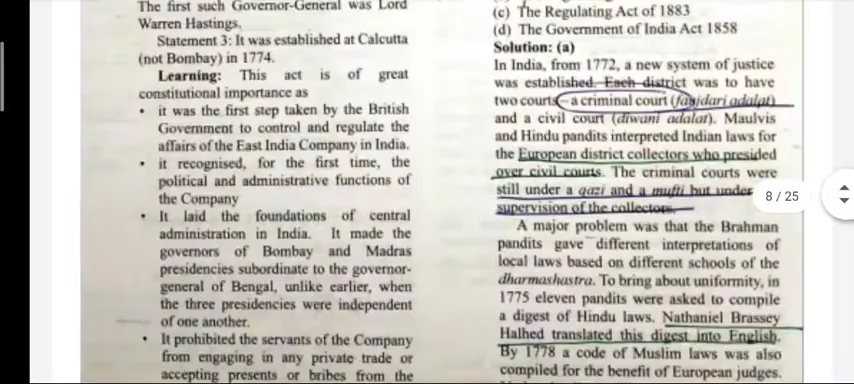 The first such Governor-General was Lord
Warren Hastings.
Statement 3: It was established at Calcutta
(not Bombay) in 1774.
Learning: This act is of great
constitutional importance as
• it was the first step taken by the British
Government to control and regulate the
affairs of the East India Company in India.
• it recognised, for the first time, the
political and administrative functions of
the Company
• It laid the foundations of central
administration in India. It made the
governors of Bombay and Madras
presidencies subordinate to the governor-
general of Bengal, unlike earlier, when
the three presidencies were independent
of one another.
• It prohibited the servants of the Company
from engaging in any private trade or
accepting presents or bribes from the
(c) The Regulating Act of 1883
(d) The Government of India Act 1858
Solution: (a)
In India, from 1772, a new system of justice
was established. Each district was to have
two courts – a criminal court (faujdari adalat)
and a civil court (diwani adalat). Maulvis
and Hindu pandits interpreted Indian laws for
the European district collectors who presided
over civil courts. The criminal courts were
still under a qazi and a mufti but under
supervision of the collectors.
A major problem was that the Brahman
pandits gave different interpretations of
local laws based on different schools of the
dharmashastra. To bring about uniformity, in
1775 eleven pandits were asked to compile
a digest of Hindu laws. Nathaniel Brassey
Halhed translated this digest into English.
By 1778 a code of Muslim laws was also
compiled for the benefit of European judges.
8 / 25